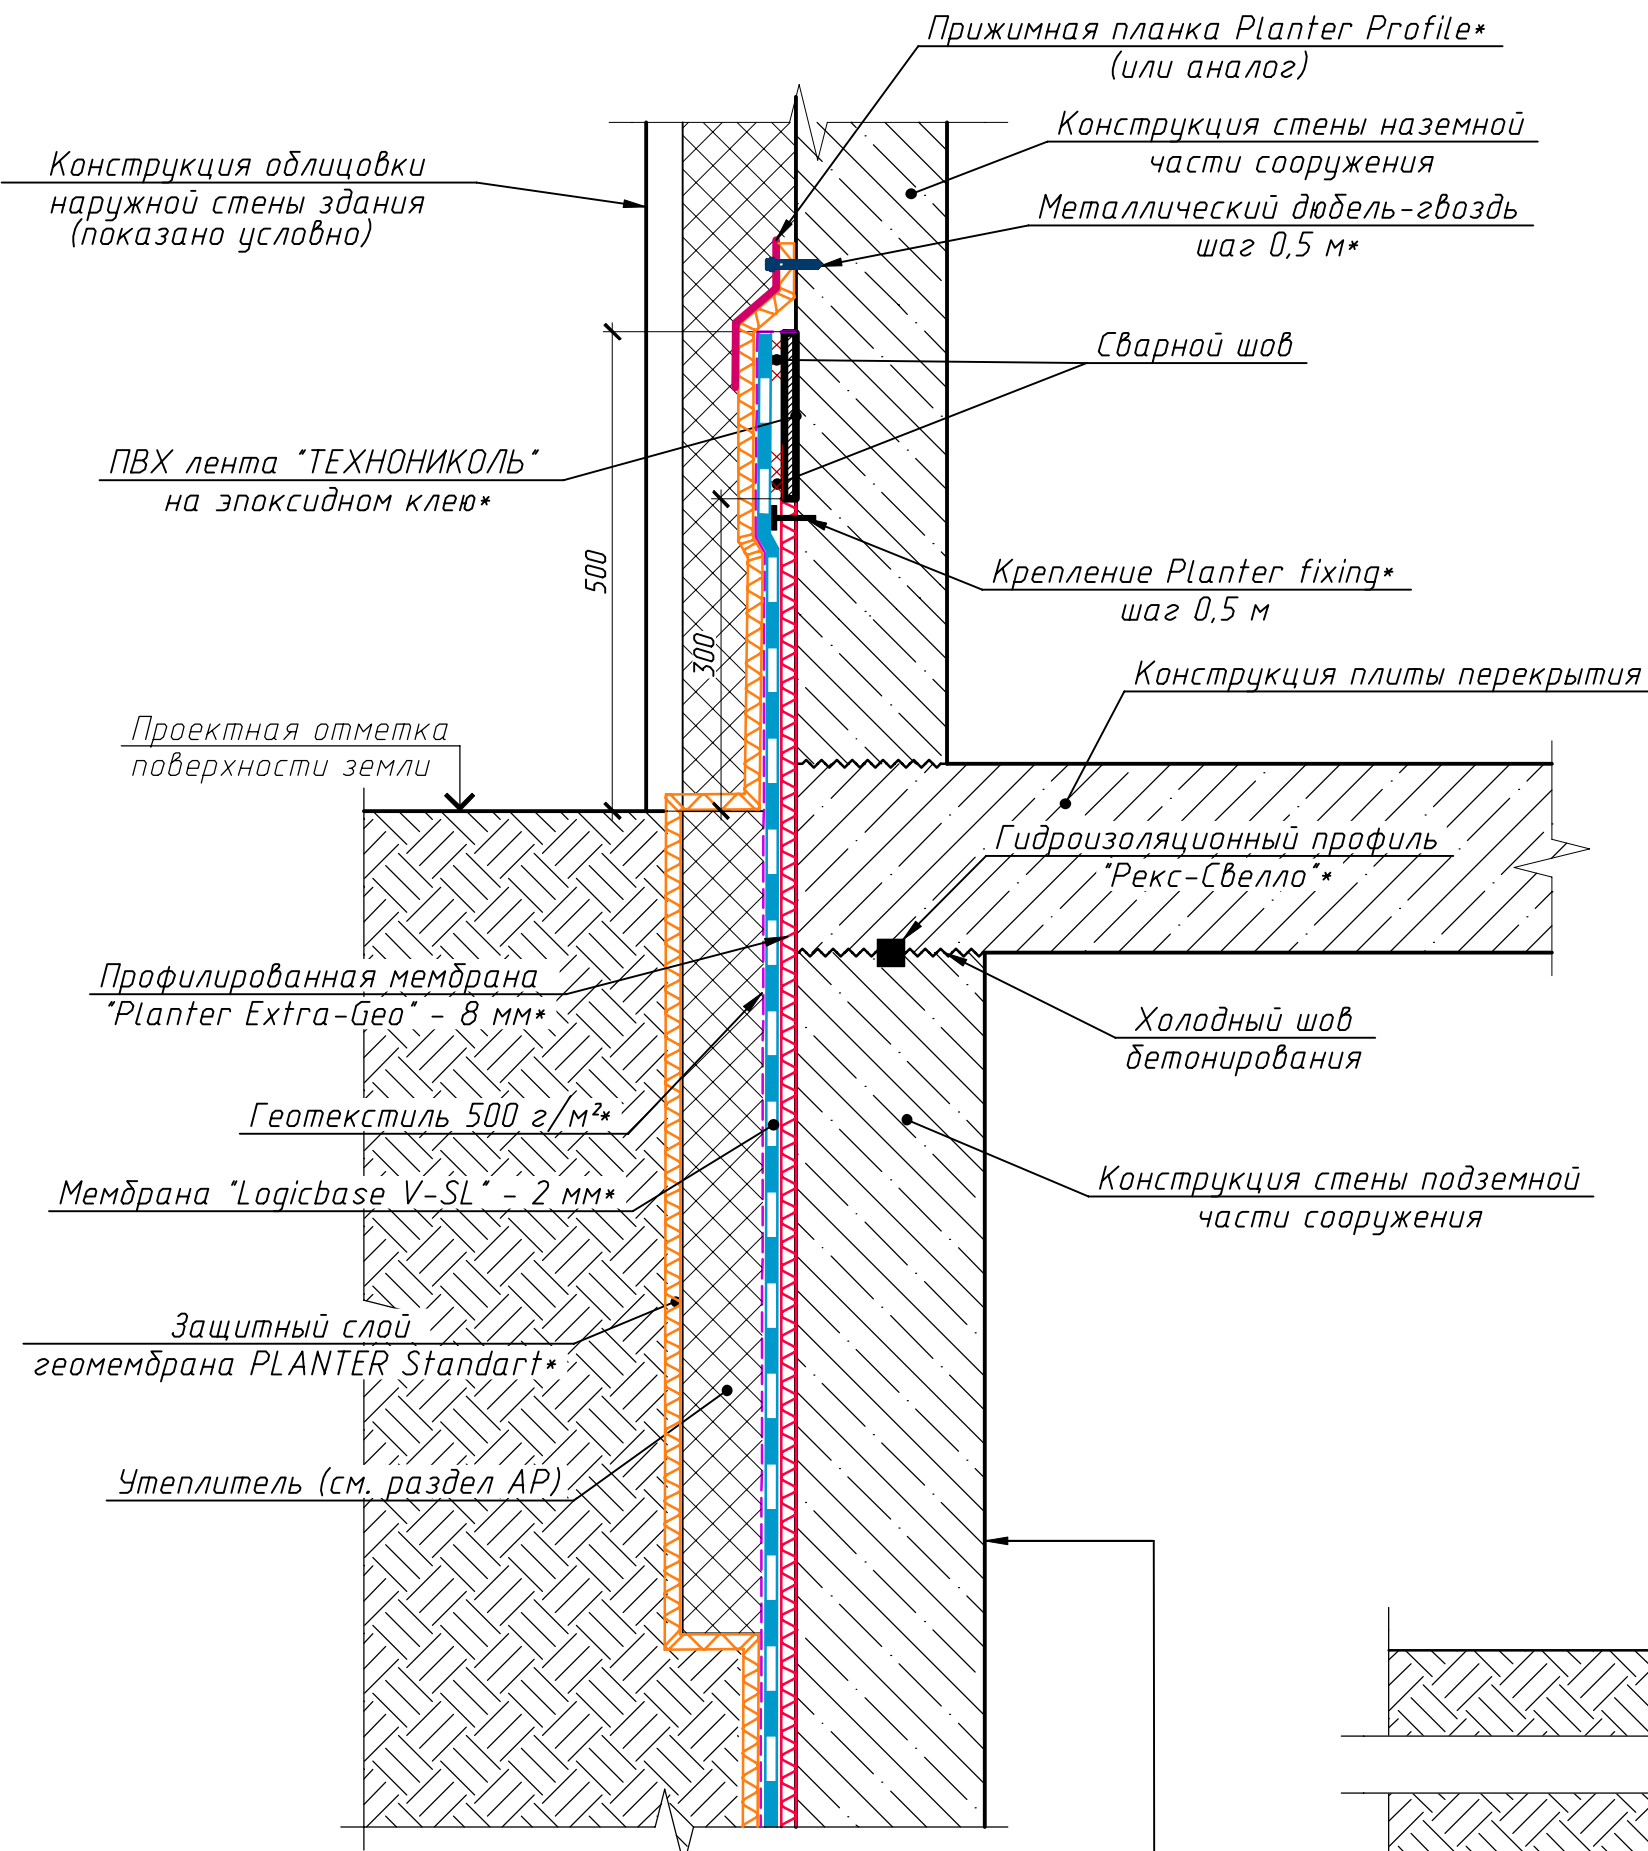 Прижимная планка Planter Profile*
(или аналог)
Конструкция стены наземной
части сооружения
Конструкция облицовки
наружной стены здания
(показано условно)
Металлический дюбель-гвоздь
шаг 0,5 м*
Сварной шов
ПВХ лента "ТЕХНОНИКОЛЬ"
на эпоксидном клею*
500
Крепление Planter fixing*
шаг 0,5 м
300
Конструкция плиты перекрытия
Проектная отметка
поверхности земли
Гидроизоляционный профиль
"Рекс-Свелло"*
Профилированная мембрана
"Planter Extra-Geo" - 8 мм*
Холодный шов
бетонирования
Геотекстиль 500 г/м²*
Мембрана "Logicbase V-SL" - 2 мм*
Конструкция стены подземной
части сооружения
Защитный слой
геомембрана PLANTER Standart*
Утеплитель (см. раздел АР)